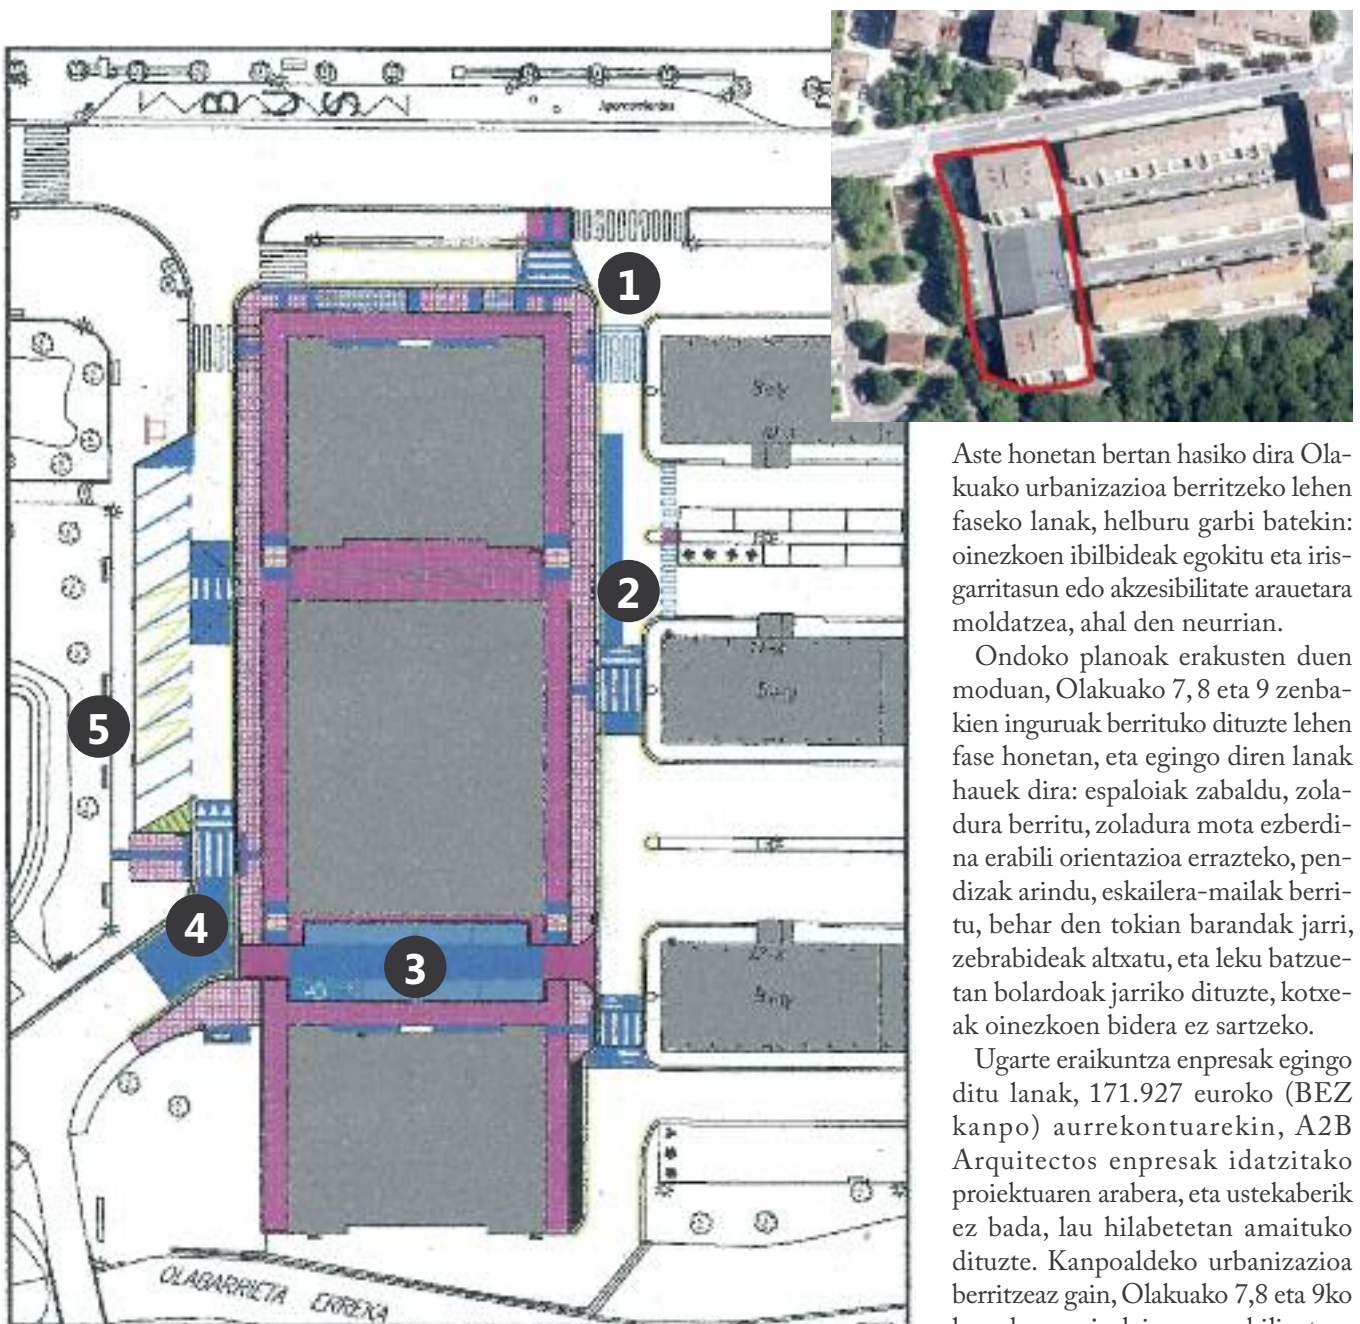 BUS
1
2
5
4
3
OLABARRIETA ERREKA
Aste honetan bertan hasiko dira Ola-
kuako urbanizazioa berritzeko lehen
faseko lanak, helburu garbi batekin:
oinezkoen ibilbideak egokitu eta iris-
garritasun edo akzesibilitate arauetara
moldatzea, ahal den neurrian.
Ondoko planoak erakusten duen
moduan, Olakuako 7, 8 eta 9 zenba-
kien inguruak berrituko dituzte lehen
fase honetan, eta egingo diren lanak
hauek dira: espaloiak zabaldu, zola-
dura berritu, zoladura mota ezberdi-
na erabili orientazioa errazteko, pen-
dizak arindu, eskailera-mailak berri-
tu, behar den tokian barandak jarri,
zebrabideak altxatu, eta leku batzue-
tan bolardoak jarriko dituzte, kotxe-
ak oinezkoen bidera ez sartzeko.
Ugarte eraikuntza enpresak egingo
ditu lanak, 171.927 euroko (BEZ
kanpo) aurrekontuarekin, A2B
Arquitectos enpresak idatzitako
proiektuaren arabera, eta ustekaberik
ez bada, lau hilabetetan amaituko
dituzte. Kanpoaldeko urbanizazioa
berritzeaz gain, Olakuako 7,8 eta 9ko